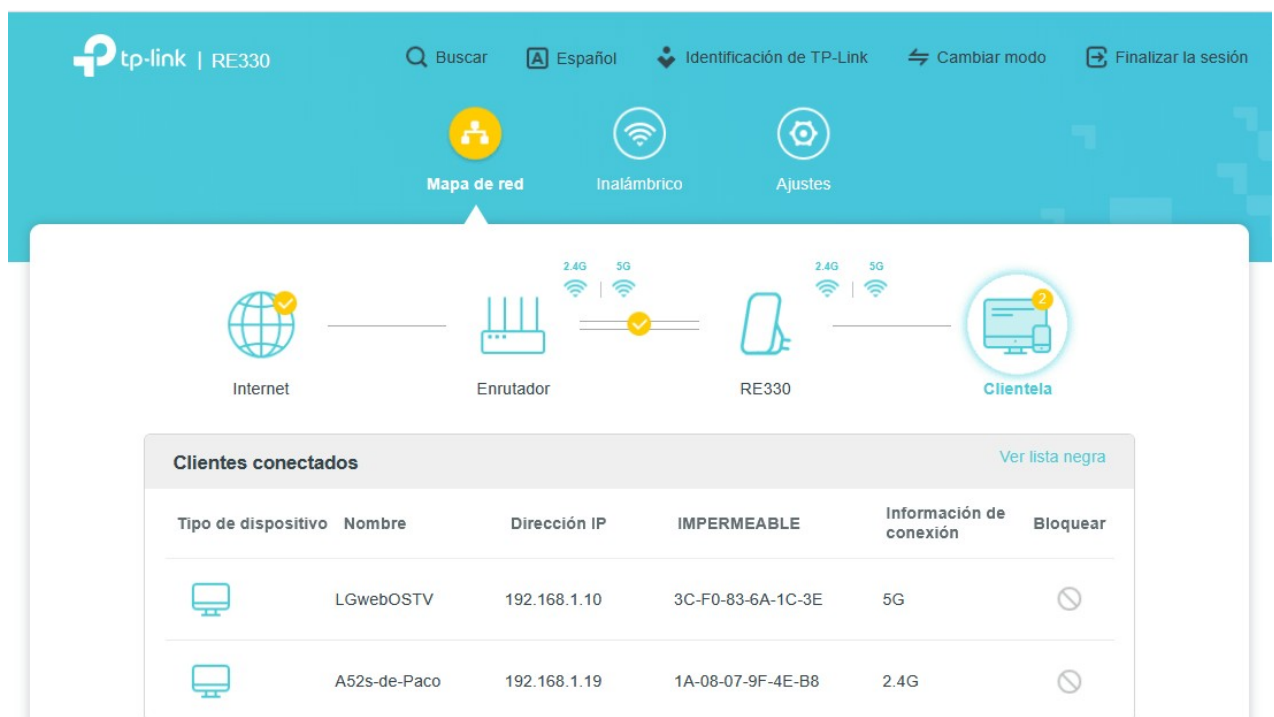 tp-link | RE330
Buscar
Español
Identificación de TP-Link
Cambiar modo
Finalizar la sesión
Mapa de red
Inalámbrico
Ajustes
2.4G | 5G
2.4G | 5G
2
Internet
Enrutador
RE330
Clientela
Clientes conectados
Ver lista negra
Tipo de dispositivo
Nombre
Dirección IP
IMPERMEABLE
Información de
conexión
Bloquear
LGwebOSTV
192.168.1.10
3C-F0-83-6A-1C-3E
5G
A52s-de-Paco
192.168.1.19
1A-08-07-9F-4E-B8
2.4G